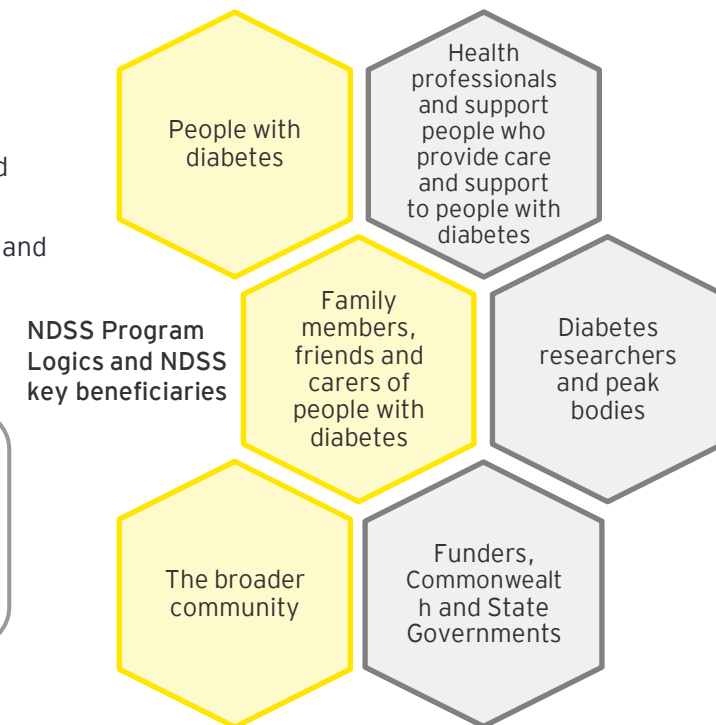 People with
diabetes
Health
professionals
and support
people who
provide care
and support
to people with
diabetes
d
and
NDSS Program
Logics and NDSS
key beneficiaries
Family
members,
friends and
carers of
people with
diabetes
Diabetes
researchers
and peak
bodies
The broader
community
Funders,
Commonwealt
h and State
Governments